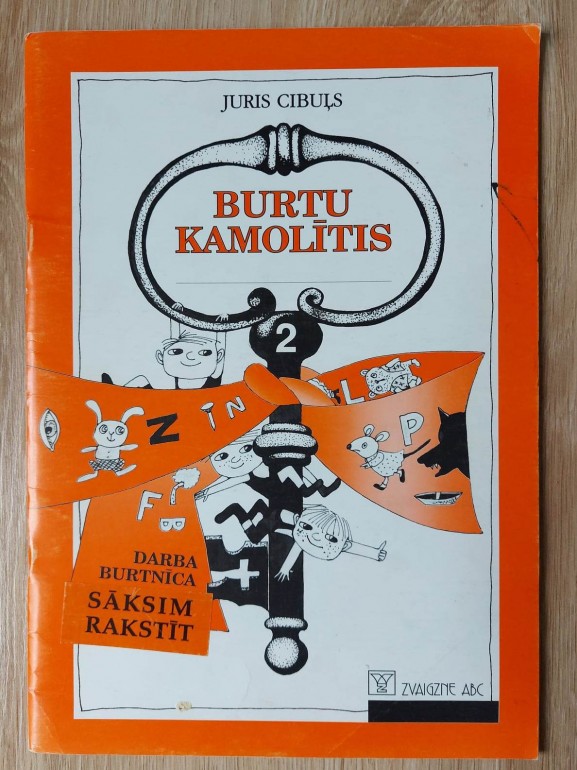 JURIS CIBUĻS
BURTU
KAMOLĪTIS
2
Z I N
L
P
F
DARBA
BURTNĪCA
SĀKSIM
RAKSTĪT
ZVAIGZNE ABC